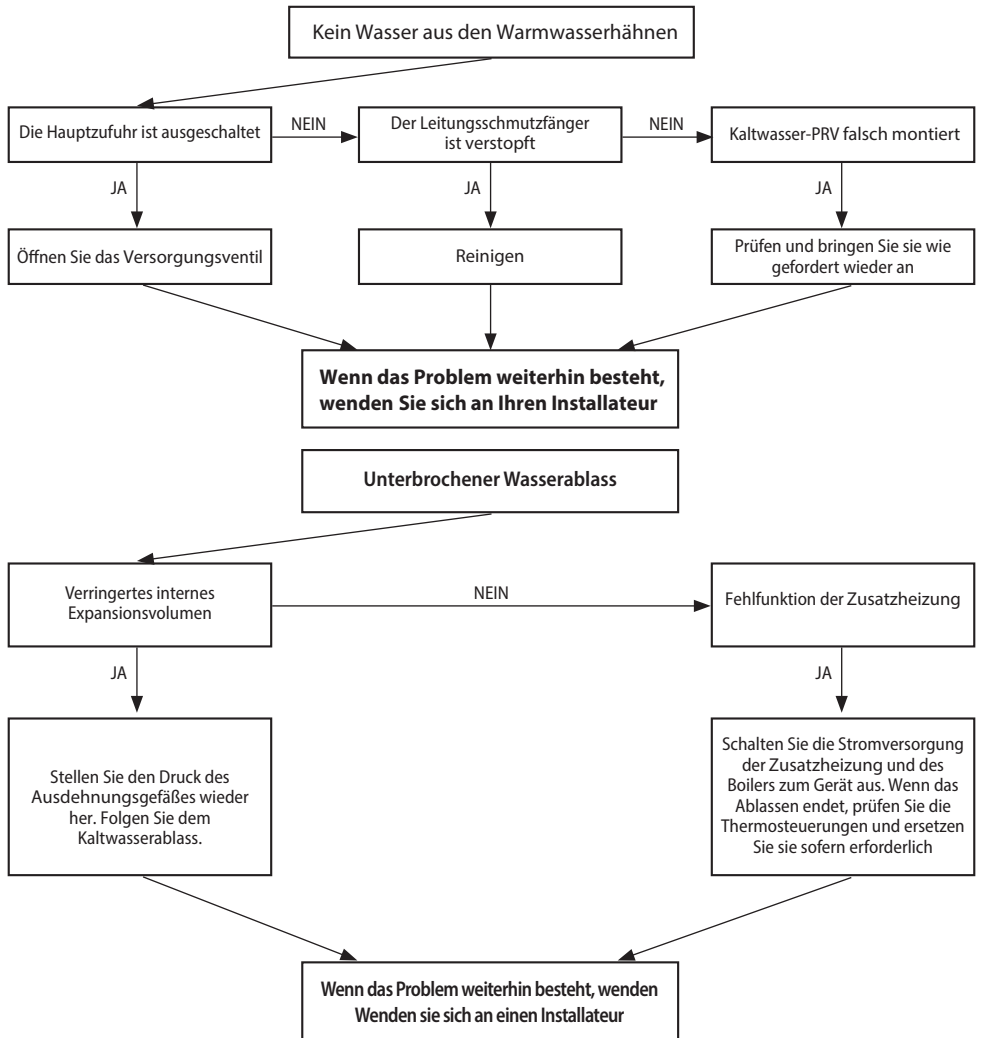 Kein Wasser aus den Warmwasserhähnen
Die Hauptzufuhr ist ausgeschaltet
NEIN
Der Leitungsschmutzfänger
ist verstopft
NEIN
Kaltwasser-PRV falsch montiert
JA
JA
JA
Öffnen Sie das Versorgungsventil
Reinigen
Prüfen und bringen Sie sie wie
gefordert wieder an
Wenn das Problem weiterhin besteht,
wenden Sie sich an Ihren Installateur
Unterbrochener Wasserablass
Verringertes internes
Expansionsvolumen
NEIN
Fehlfunktion der Zusatzheizung
JA
JA
Stellen Sie den Druck des
Ausdehnungsgefäßes wieder
her. Folgen Sie dem
Kaltwasserablass.
Schalten Sie die Stromversorgung
der Zusatzheizung und des
Boilers zum Gerät aus. Wenn das
Ablassen endet, prüfen Sie die
Thermosteuerungen und ersetzen
Sie sie sofern erforderlich
Wenn das Problem weiterhin besteht, wenden
Wenden sie sich an einen Installateur